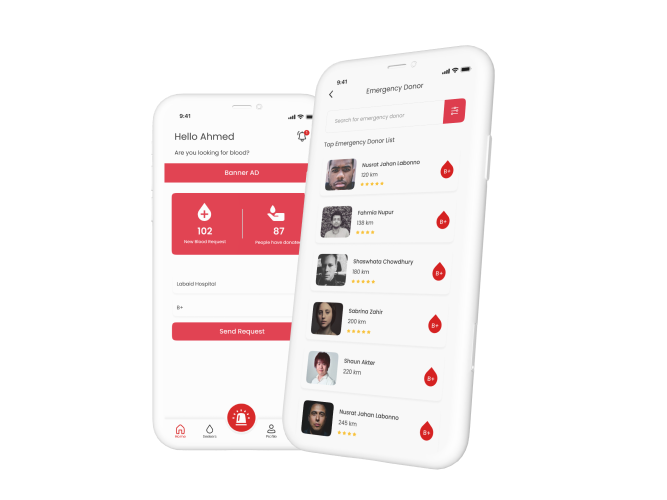 9:41
Hello Ahmed
Are you looking for blood?
Banner AD
102
New Blood Request
87
People have donated
Labaid Hospital
B+
Send Request
Home
Profile
9:41
Emergency Donor
Search for emergency donor
Top Emergency Donor List
Nusrat Jahan Labonno
120 km
B+
Fahmia Nupur
138 km
B+
Shaswhata Chowdhury
180 km
B+
Sabrina Zahir
200 km
B+
Shaun Akter
220 km
B+
Nusrat Jahan Labonno
245 km
B+